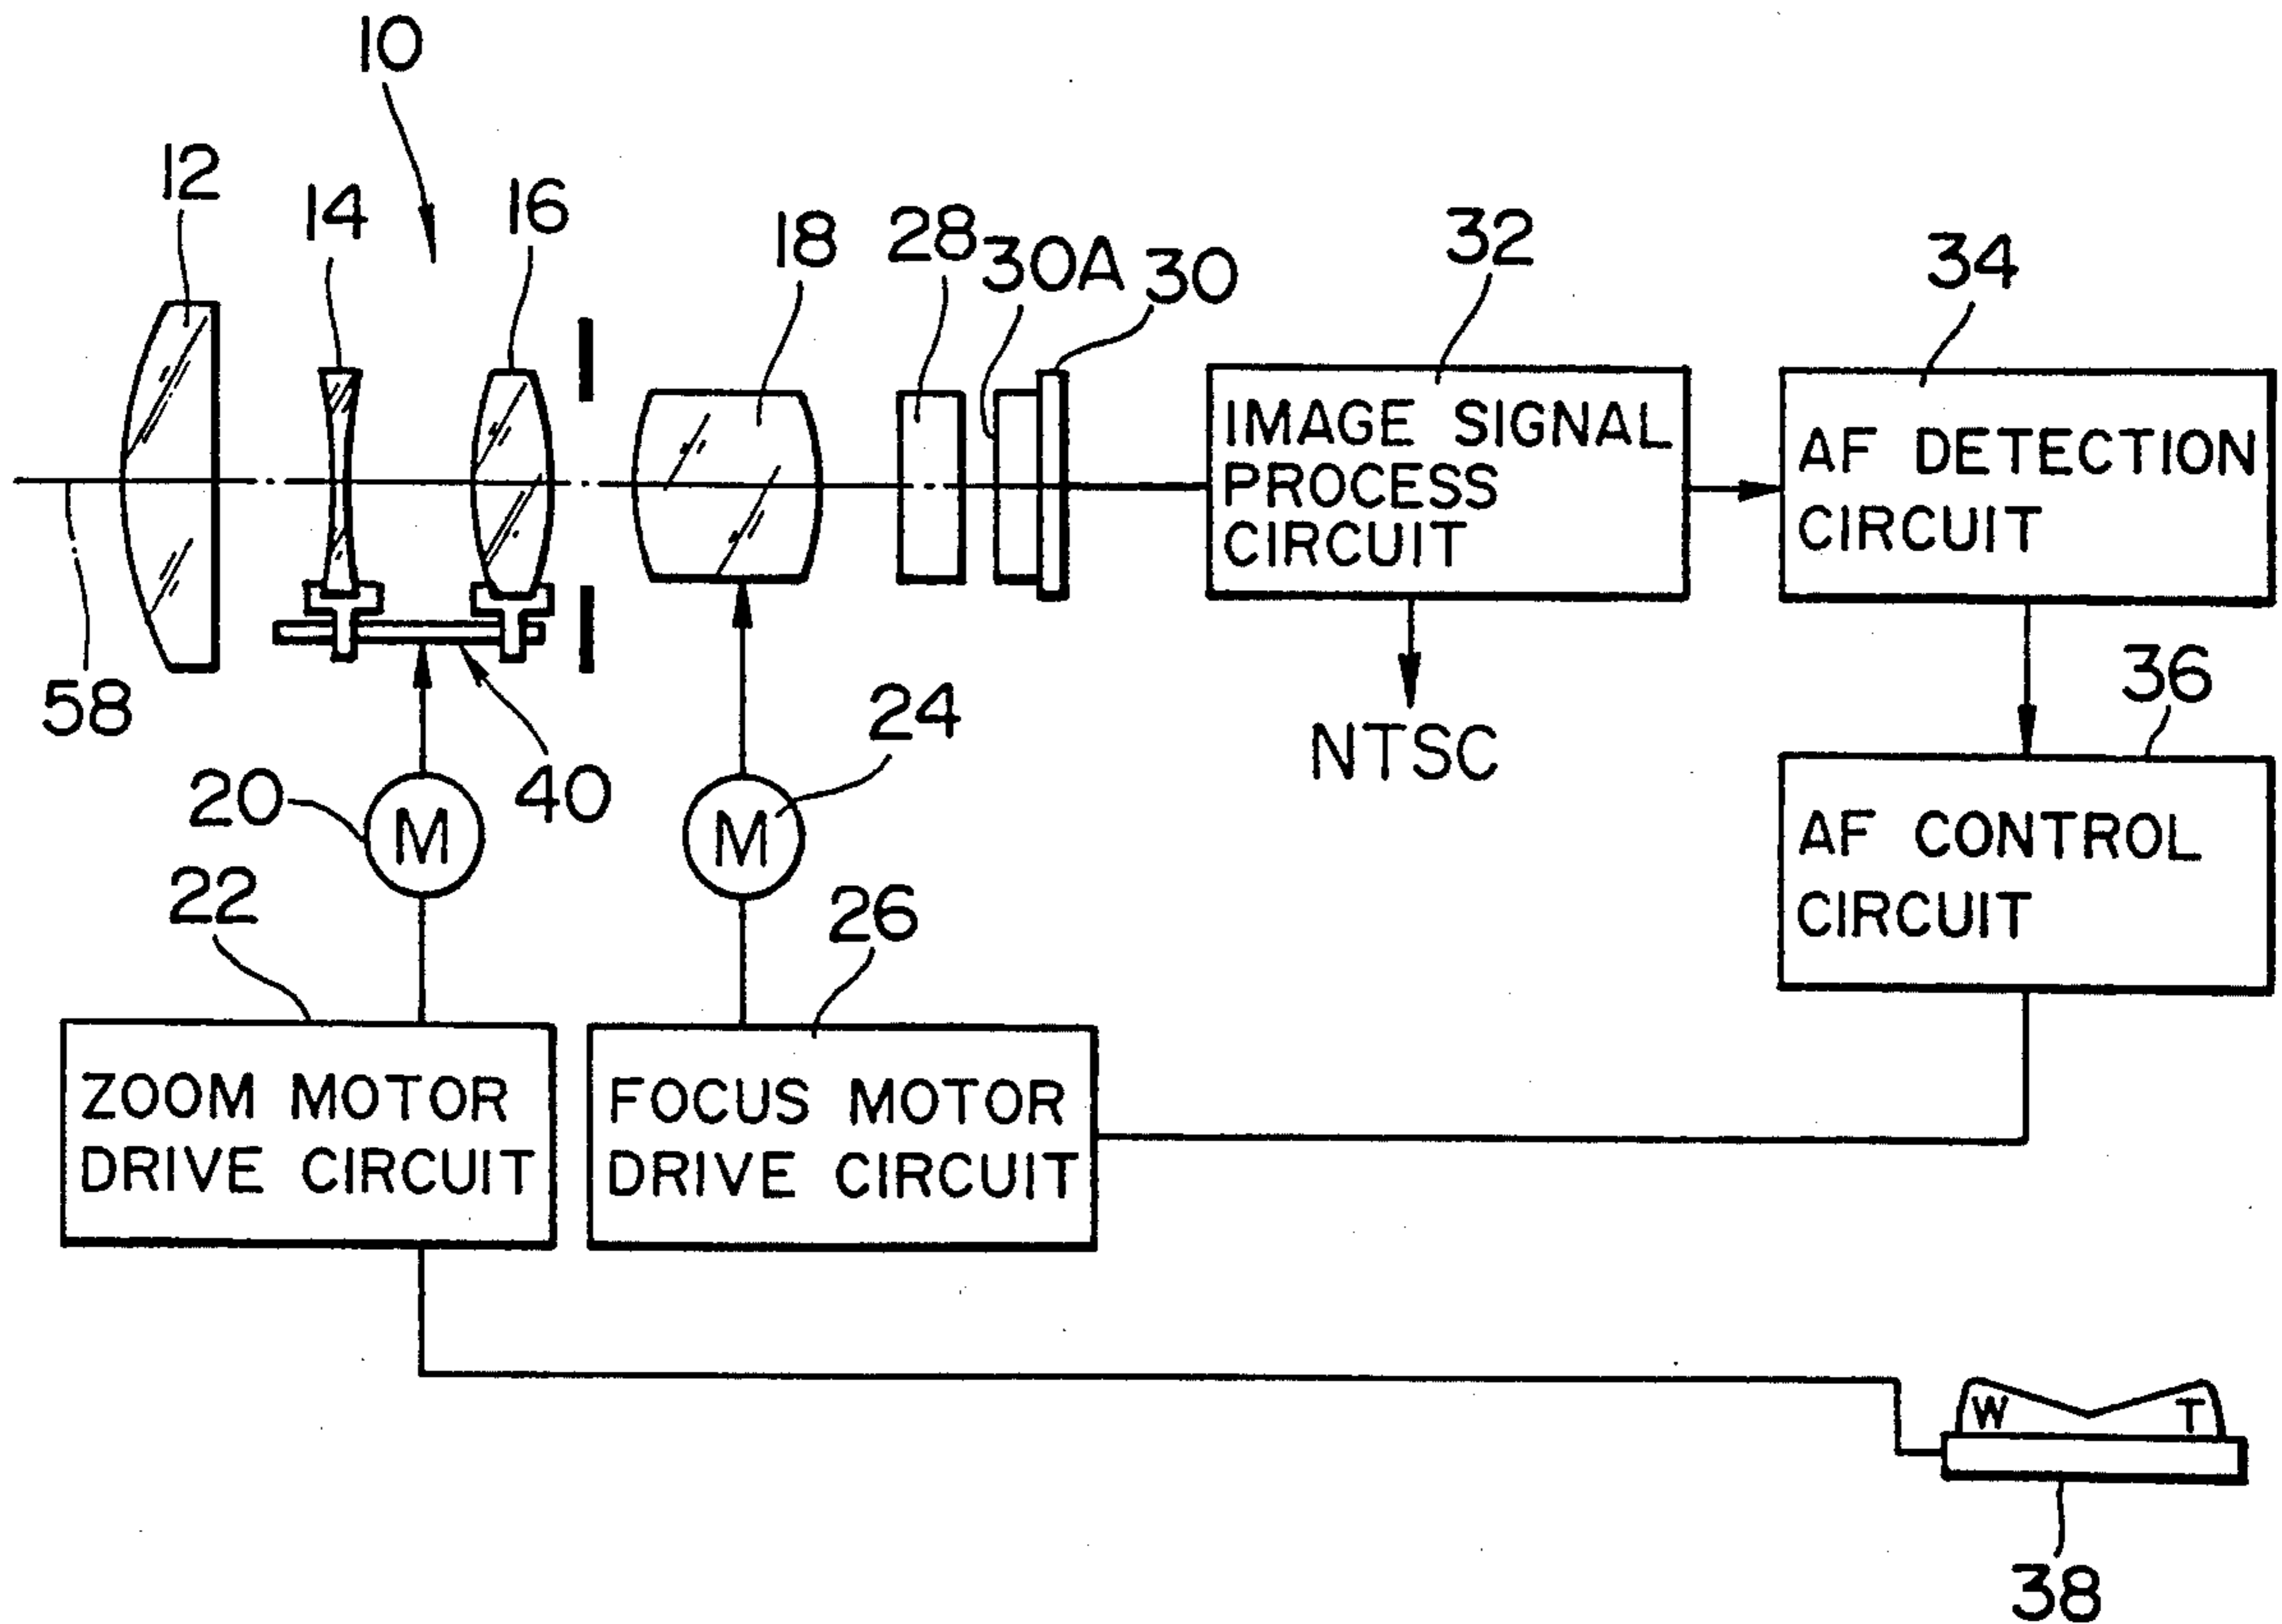 10
12
14
16
18
28
30A
30
32
34
IMAGE SIGNAL
PROCESS
CIRCUIT
AF DETECTION
CIRCUIT
58
20
M
40
M
24
NTSC
36
AF CONTROL
CIRCUIT
22
26
ZOOM MOTOR
DRIVE CIRCUIT
FOCUS MOTOR
DRIVE CIRCUIT
W
T
38